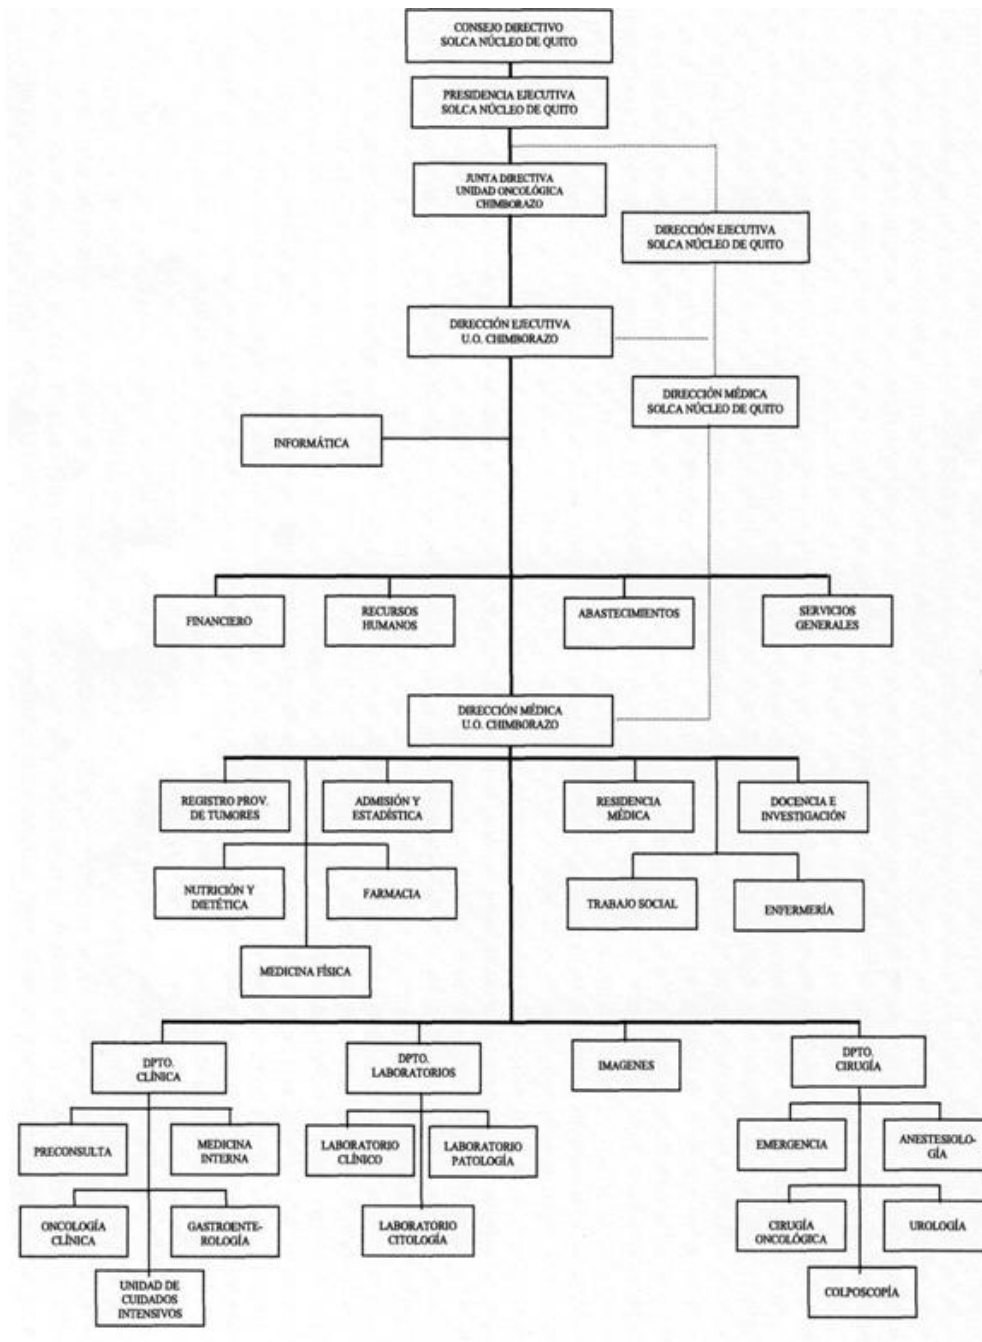 CONSEJO DIRECTIVO
SOLCA NÚCLEO DE QUITO
PRESIDENCIA EJECUTIVA
SOLCA NÚCLEO DE QUITO
JUNTA DIRECTIVA
UNIDAD ONCOLÓGICA
CHIMBORAZO
DIRECCIÓN EJECUTIVA
SOLCA NÚCLEO DE QUITO
DIRECCIÓN EJECUTIVA
U.O. CHIMBORAZO
DIRECCIÓN MÉDICA
SOLCA NÚCLEO DE QUITO
INFORMÁTICA
FINANCIERO
RECURSOS
HUMANOS
ABASTECIMIENTOS
SERVICIOS
GENERALES
DIRECCIÓN MÉDICA
U.O. CHIMBORAZO
REGISTRO PROV.
DE TUMORES
ADMISIÓN Y
ESTADÍSTICA
RESIDENCIA
MÉDICA
DOCENCIA E
INVESTIGACIÓN
NUTRICIÓN Y
DIETÉTICA
FARMACIA
TRABAJO SOCIAL
ENFERMERÍA
MEDICINA FÍSICA
DPTO.
CLÍNICA
DPTO.
LABORATORIOS
IMAGENES
DPTO.
CIRUGÍA
PRECONSULTA
MEDICINA
INTERNA
LABORATORIO
CLÍNICO
LABORATORIO
PATOLOGÍA
EMERGENCIA
ANESTESIOLO-
GÍA
ONCOLOGÍA
CLÍNICA
GASTROENTE-
ROLOGÍA
LABORATORIO
CITOLOGÍA
CIRUGÍA
ONCOLÓGICA
UROLOGÍA
UNIDAD DE
CUIDADOS
INTENSIVOS
COLPOSCOPÍA